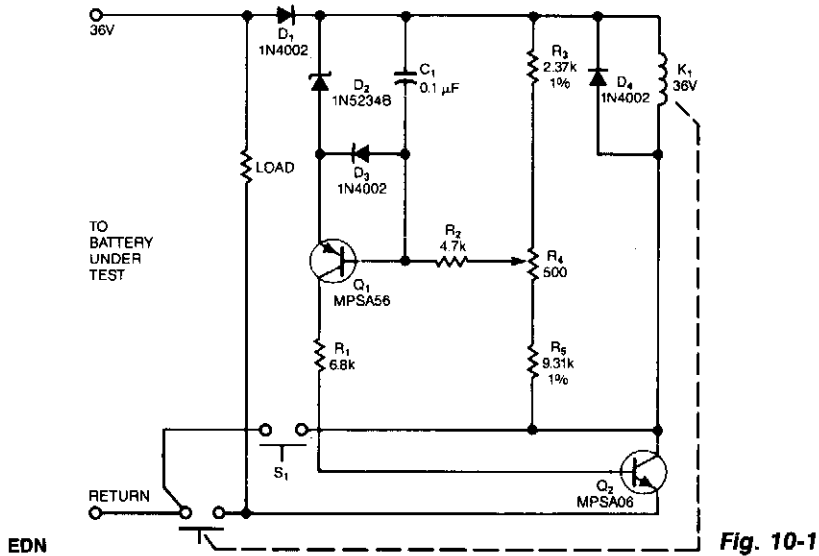 36V
D1
1N4002
D2
1N5234B
C1
0.1 µF
R3
2.37k
1%
D4
1N4002
K1
36V
LOAD
D3
1N4002
TO
BATTERY
UNDER
TEST
R2
4.7k
R4
500
Q1
MPSA56
R1
6.8k
R5
9.31k
1%
S1
RETURN
Q2
MPSA06
EDN
Fig. 10-1